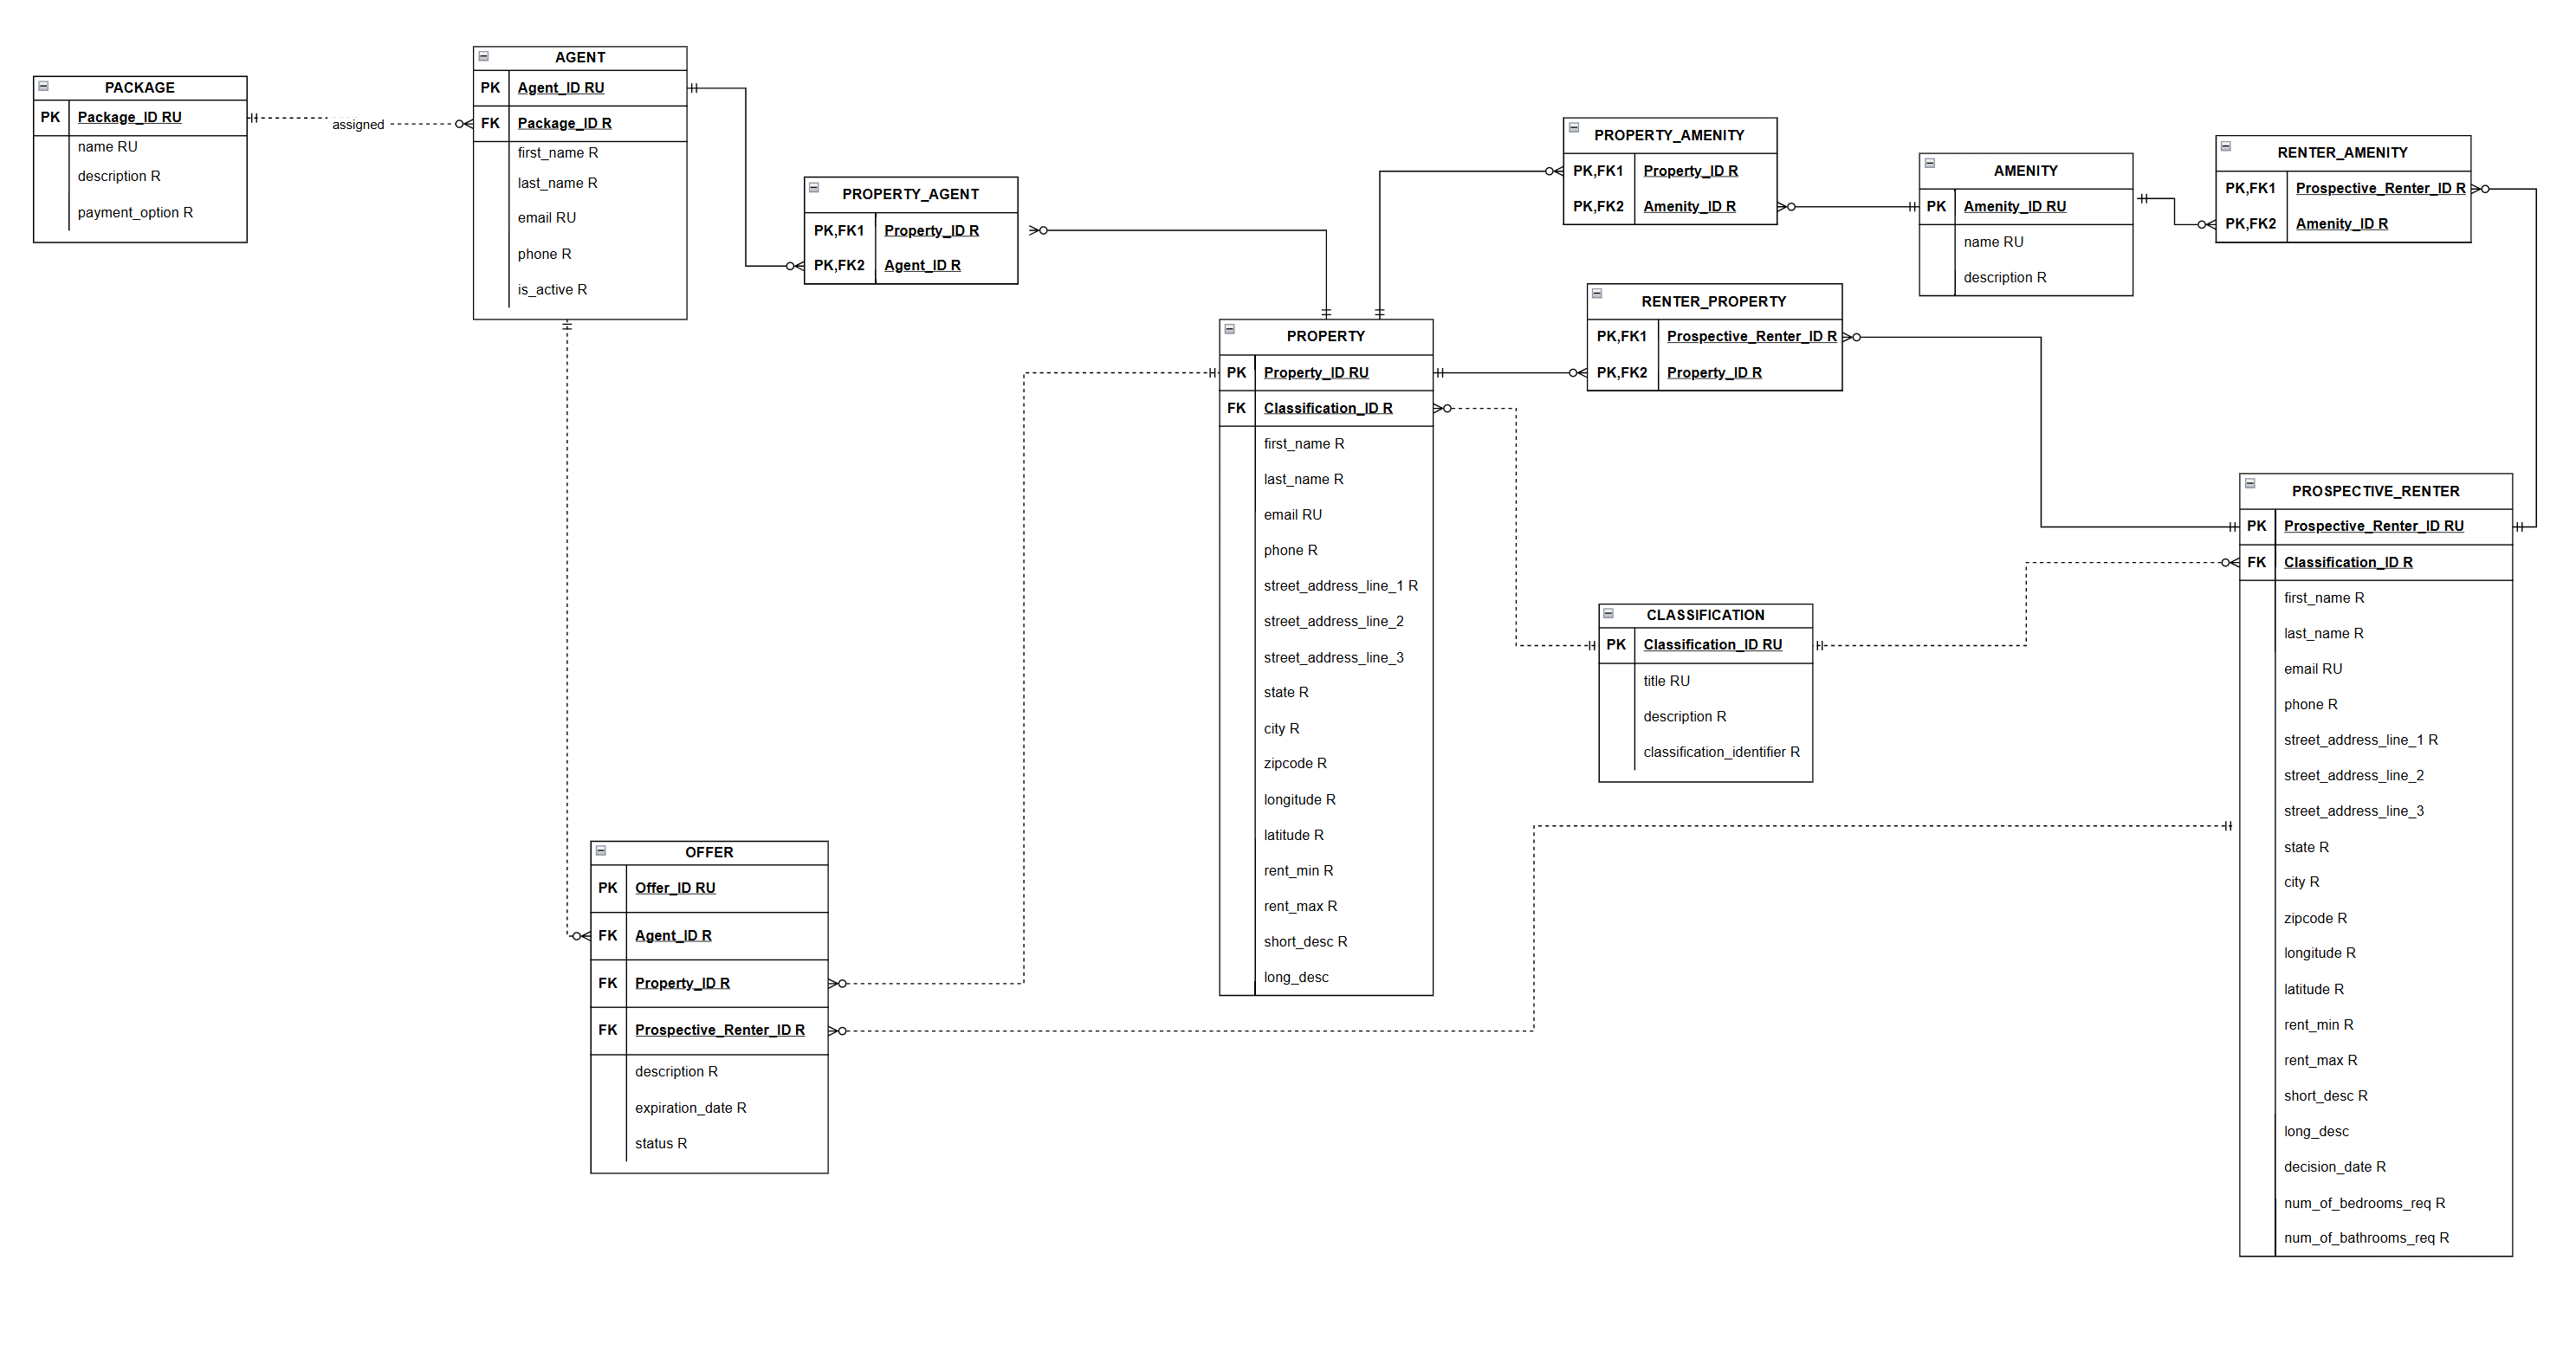 PACKAGE
PK Package_ID RU
name RU
description R
payment_option R
assigned
AGENT
PK Agent_ID RU
FK Package_ID R
first_name R
last_name R
email RU
phone R
is_active R
PROPERTY_AGENT
PK,FK1 Property_ID R
PK,FK2 Agent_ID R
PROPERTY_AMENITY
PK,FK1 Property_ID R
PK,FK2 Amenity_ID R
AMENITY
PK Amenity_ID RU
name RU
description R
RENTER_AMENITY
PK,FK1 Prospective_Renter_ID R
PK,FK2 Amenity_ID R
RENTER_PROPERTY
PK,FK1 Prospective_Renter_ID R
PK,FK2 Property_ID R
PROPERTY
PK Property_ID RU
FK Classification_ID R
first_name R
last_name R
email RU
phone R
street_address_line_1 R
street_address_line_2
street_address_line_3
state R
city R
zipcode R
longitude R
latitude R
rent_min R
rent_max R
short_desc R
long_desc
CLASSIFICATION
PK Classification_ID RU
title RU
description R
classification_identifier R
PROSPECTIVE_RENTER
PK Prospective_Renter_ID RU
FK Classification_ID R
first_name R
last_name R
email RU
phone R
street_address_line_1 R
street_address_line_2
street_address_line_3
state R
city R
zipcode R
longitude R
latitude R
rent_min R
rent_max R
short_desc R
long_desc
decision_date R
num_of_bedrooms_req R
num_of_bathrooms_req R
OFFER
PK Offer_ID RU
FK Agent_ID R
FK Property_ID R
FK Prospective_Renter_ID R
description R
expiration_date R
status R